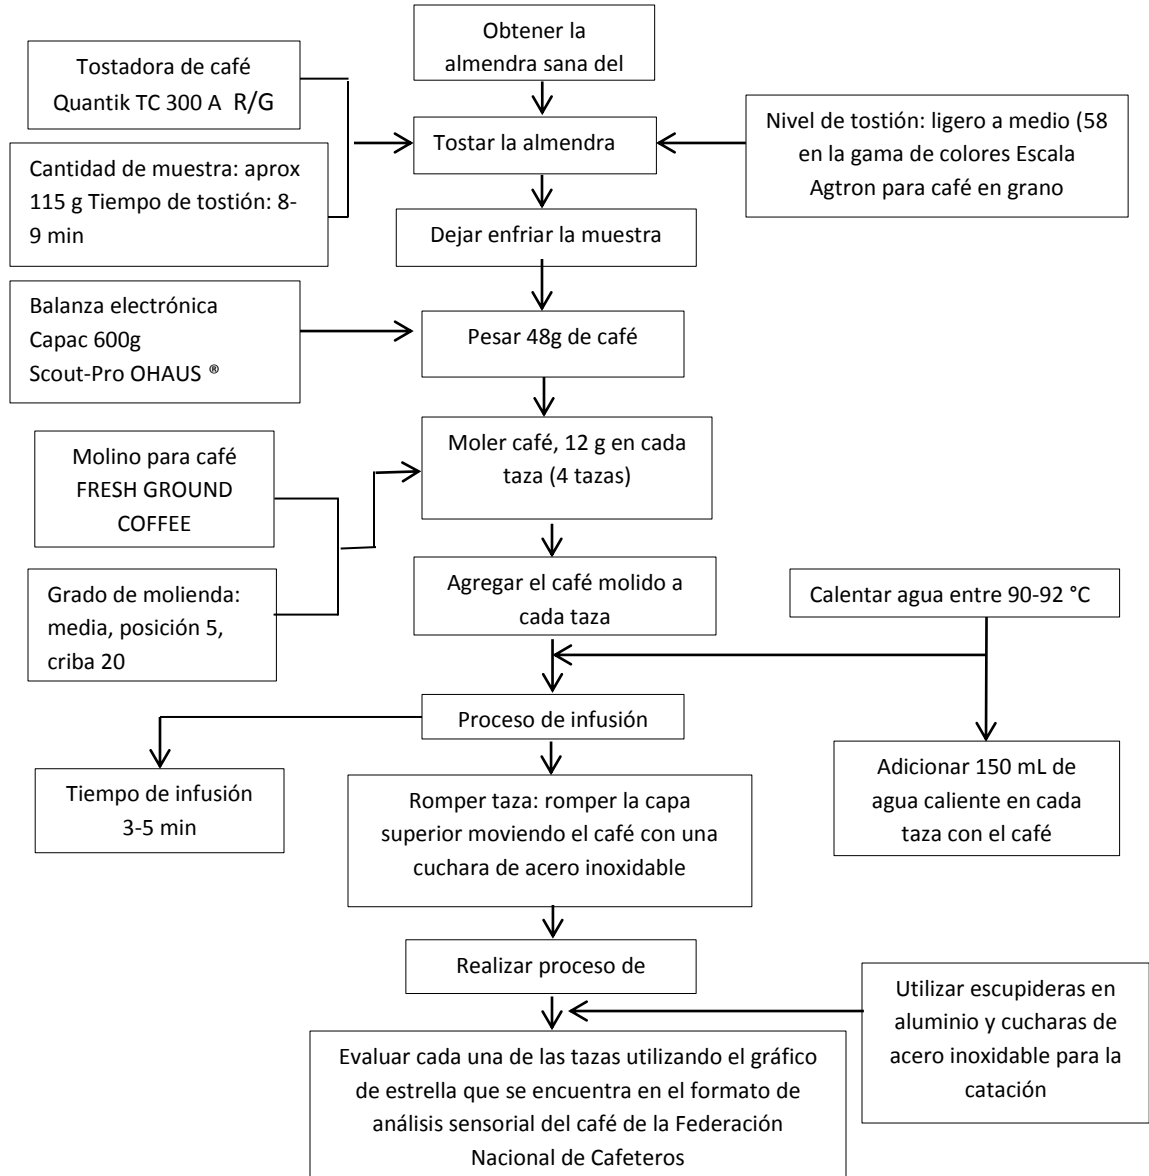 Obtener la
almendra sana del
Tostadora de café
Quantik TC 300 A R/G
Tostar la almendra
Nivel de tostión: ligero a medio (58
en la gama de colores Escala
Agtron para café en grano
Cantidad de muestra: aprox
115 g Tiempo de tostión: 8-
9 min
Dejar enfriar la muestra
Balanza electrónica
Capac 600g
Scout-Pro OHAUS ®
Pesar 48g de café
Moler café, 12 g en cada
taza (4 tazas)
Molino para café
FRESH GROUND
COFFEE
Grado de molienda:
media, posición 5,
criba 20
Agregar el café molido a
cada taza
Calentar agua entre 90-92 °C
Proceso de infusión
Tiempo de infusión
3-5 min
Adicionar 150 mL de
agua caliente en cada
taza con el café
Romper taza: romper la capa
superior moviendo el café con una
cuchara de acero inoxidable
Realizar proceso de
Utilizar escupideras en
aluminio y cucharas de
acero inoxidable para la
catación
Evaluar cada una de las tazas utilizando el gráfico
de estrella que se encuentra en el formato de
análisis sensorial del café de la Federación
Nacional de Cafeteros